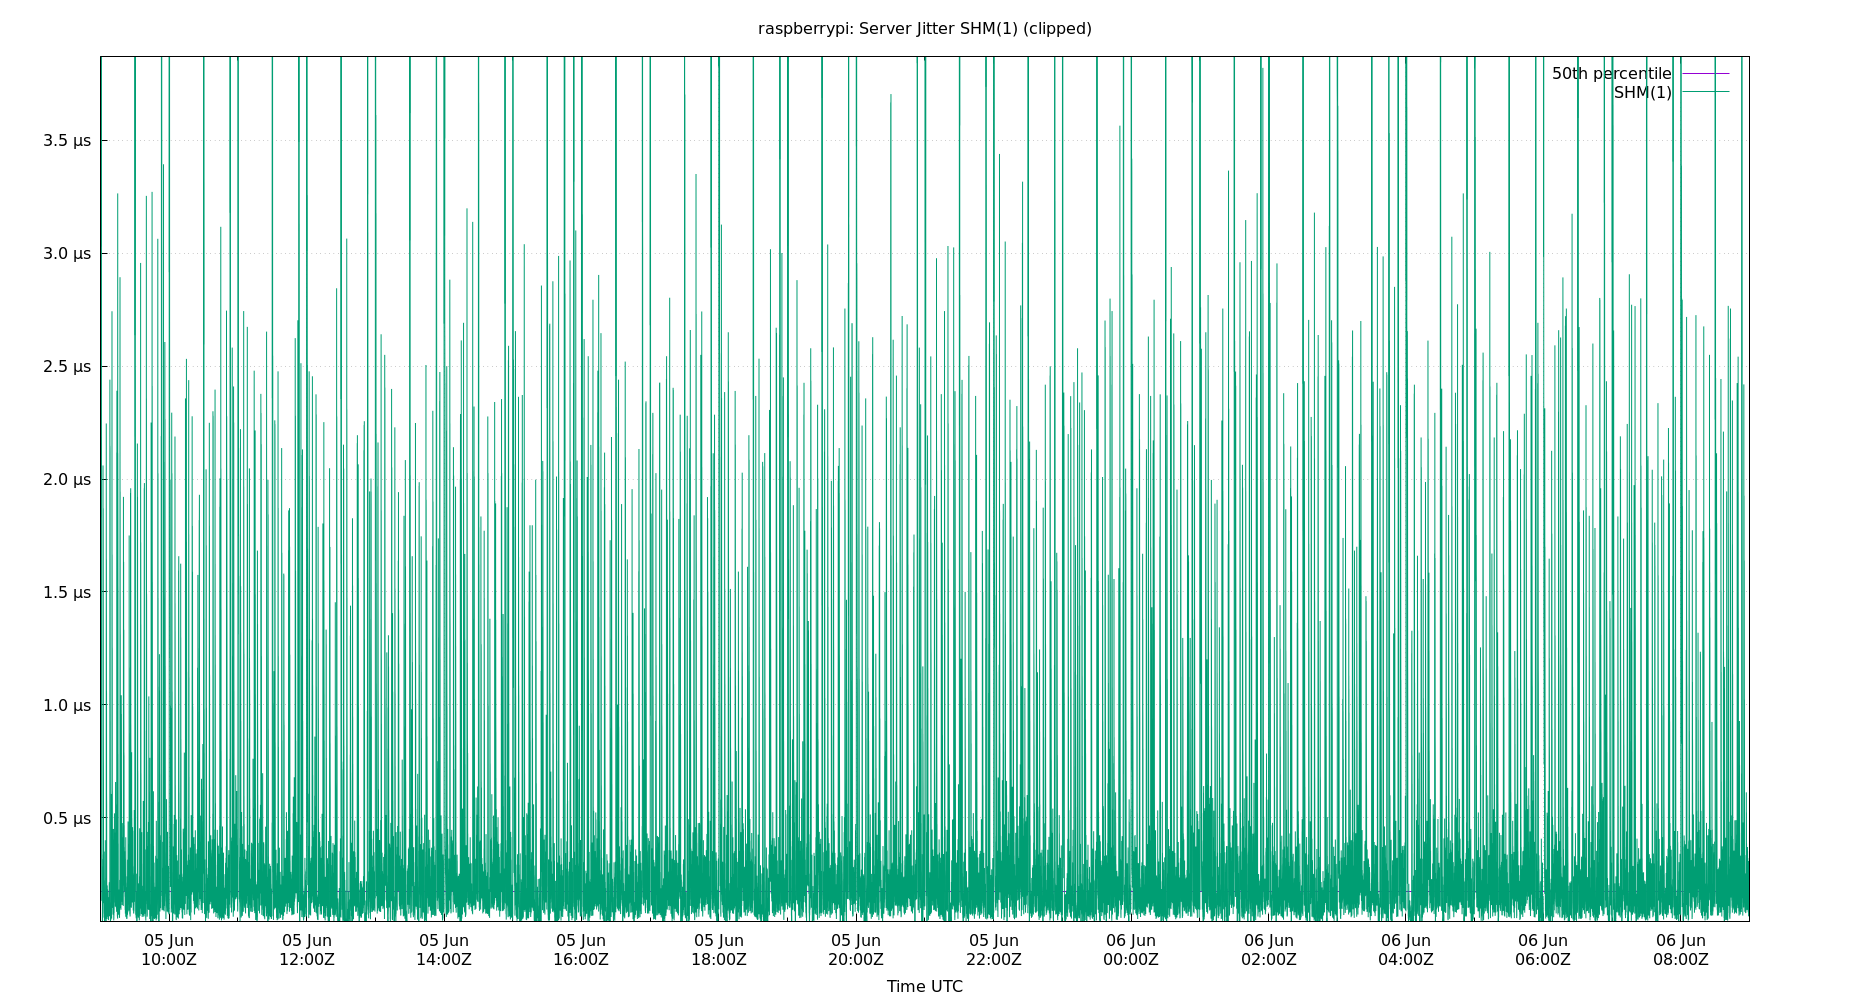 raspberrypi: Server Jitter SHM(1) (clipped)
50th percentile
SHM(1)
3.5 µs
3.0 µs
2.5 µs
2.0 µs
1.5 µs
1.0 µs
0.5 µs
05 Jun 05 Jun 05 Jun 05 Jun 05 Jun 05 Jun 05 Jun 06 Jun 06 Jun 06 Jun 06 Jun 06 Jun
10:00Z 12:00Z 14:00Z 16:00Z 18:00Z 20:00Z 22:00Z 00:00Z 02:00Z 04:00Z 06:00Z 08:00Z
Time UTC